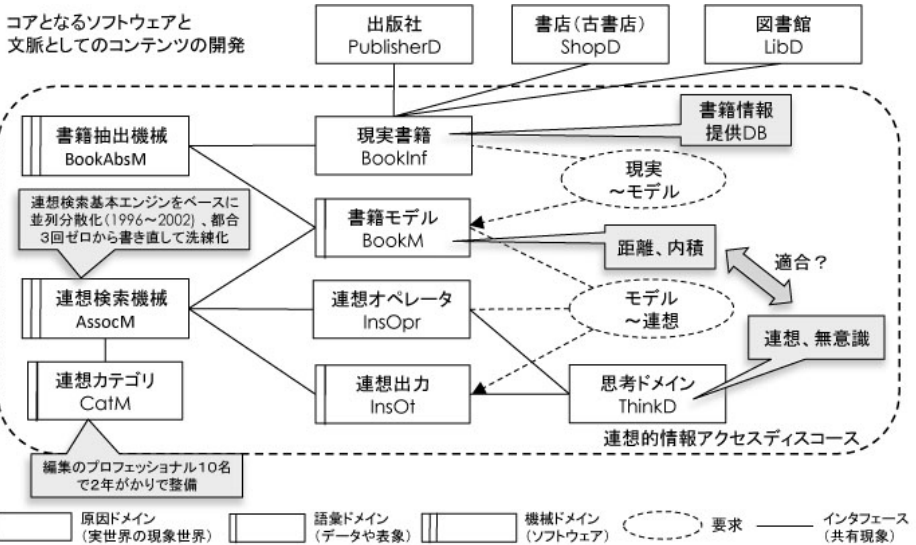 コアとなるソフトウェアと
文脈としてのコンテンツの開発
出版社
PublisherD
書店(古書店)
ShopD
図書館
LibD
書籍抽出機械
BookAbsM
現実書籍
BookInf
書籍情報
提供DB
現実
～モデル
連想検索基本エンジンをベースに
並列分散化(1996～2002)、都合
3回ゼロから書き直して洗練化
書籍モデル
BookM
距離、内積
適合？
連想検索機械
AssocM
連想オペレータ
InsOpr
モデル
～連想
連想、無意識
連想カテゴリ
CatM
連想出力
InsOt
思考ドメイン
ThinkD
連想的情報アクセスディスコース
編集のプロフェッショナル10名
で2年がかりで整備
原因ドメイン
(実世界の現象世界)
語彙ドメイン
(データや表象)
機械ドメイン
(ソフトウェア)
要求
インタフェース
(共有現象)